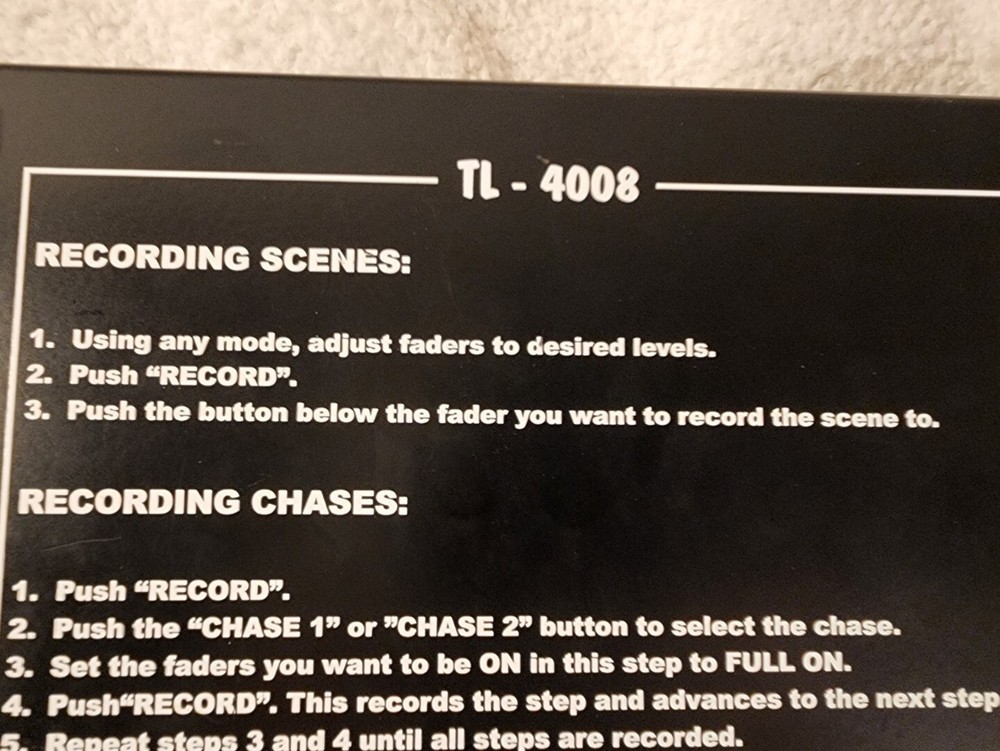 TL - 4008
RECORDING SCENES:
1. Using any mode, adjust faders to desired levels.
2. Push “RECORD”.
3. Push the button below the fader you want to record the scene to.
RECORDING CHASES:
1. Push “RECORD”.
2. Push the “CHASE 1” or ”CHASE 2” button to select the chase.
3. Set the faders you want to be ON in this step to FULL ON.
4. Push“RECORD”. This records the step and advances to the next step
5. Repeat steps 3 and 4 until all steps are recorded.